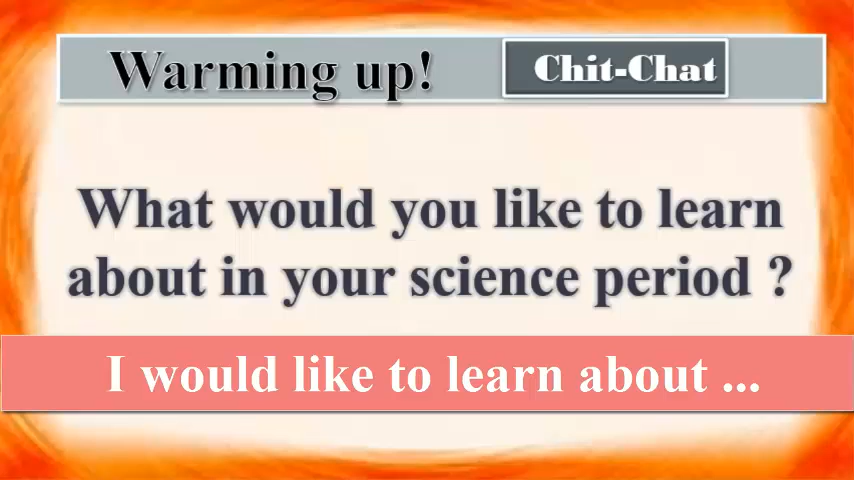 Warming up!
Chit-Chat
What would you like to learn
about in your science period ?
I would like to learn about ...